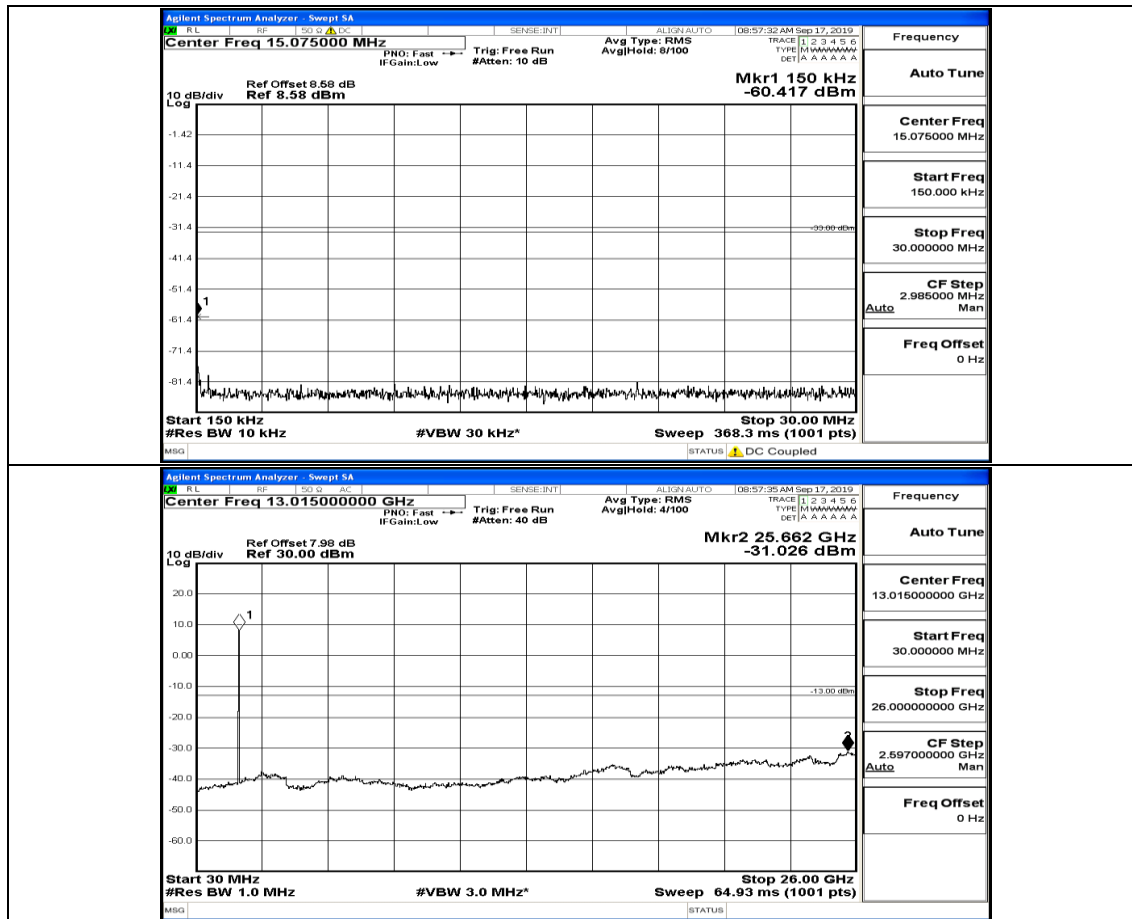 Agilent Spectrum Analyzer - Swept SA
LXI RL RF 50 Ω DC SENSE:INT ALIGN AUTO 08:57:32 AM Sep 17, 2019
Center Freq 15.075000 MHz
PNO: Fast
IFGain:Low
Trig: Free Run
#Atten: 10 dB
Avg Type: RMS
Avg|Hold: 8/100
TRACE 1 2 3 4 5 6
TYPE M
DET A A A A A A
Frequency
Auto Tune
Mkr1 150 kHz
-60.417 dBm
Ref Offset 8.58 dB
10 dB/div Ref 8.58 dBm
Log
-1.42
-11.4
-21.4
-31.4
-33.00 dBm
-41.4
-51.4
1
-61.4
-71.4
-81.4
Center Freq
15.075000 MHz
Start Freq
150.000 kHz
Stop Freq
30.000000 MHz
CF Step
2.985000 MHz
Auto Man
Freq Offset
0 Hz
Start 150 kHz Stop 30.00 MHz
#Res BW 10 kHz #VBW 30 kHz* Sweep 368.3 ms (1001 pts)
MSG STATUS DC Coupled
Agilent Spectrum Analyzer - Swept SA
LXI RL RF 50 Ω AC SENSE:INT ALIGN AUTO 08:57:35 AM Sep 17, 2019
Center Freq 13.015000000 GHz
PNO: Fast
IFGain:Low
Trig: Free Run
#Atten: 40 dB
Avg Type: RMS
Avg|Hold: 4/100
TRACE 1 2 3 4 5 6
TYPE M
DET A A A A A A
Frequency
Auto Tune
Mkr2 25.662 GHz
-31.026 dBm
Ref Offset 7.98 dB
10 dB/div Ref 30.00 dBm
Log
20.0
1
10.0
0.00
-10.0
-13.00 dBm
-20.0
2
-30.0
-40.0
-50.0
-60.0
Center Freq
13.015000000 GHz
Start Freq
30.000000 MHz
Stop Freq
26.000000000 GHz
CF Step
2.597000000 GHz
Auto Man
Freq Offset
0 Hz
Start 30 MHz Stop 26.00 GHz
#Res BW 1.0 MHz #VBW 3.0 MHz* Sweep 64.93 ms (1001 pts)
MSG STATUS